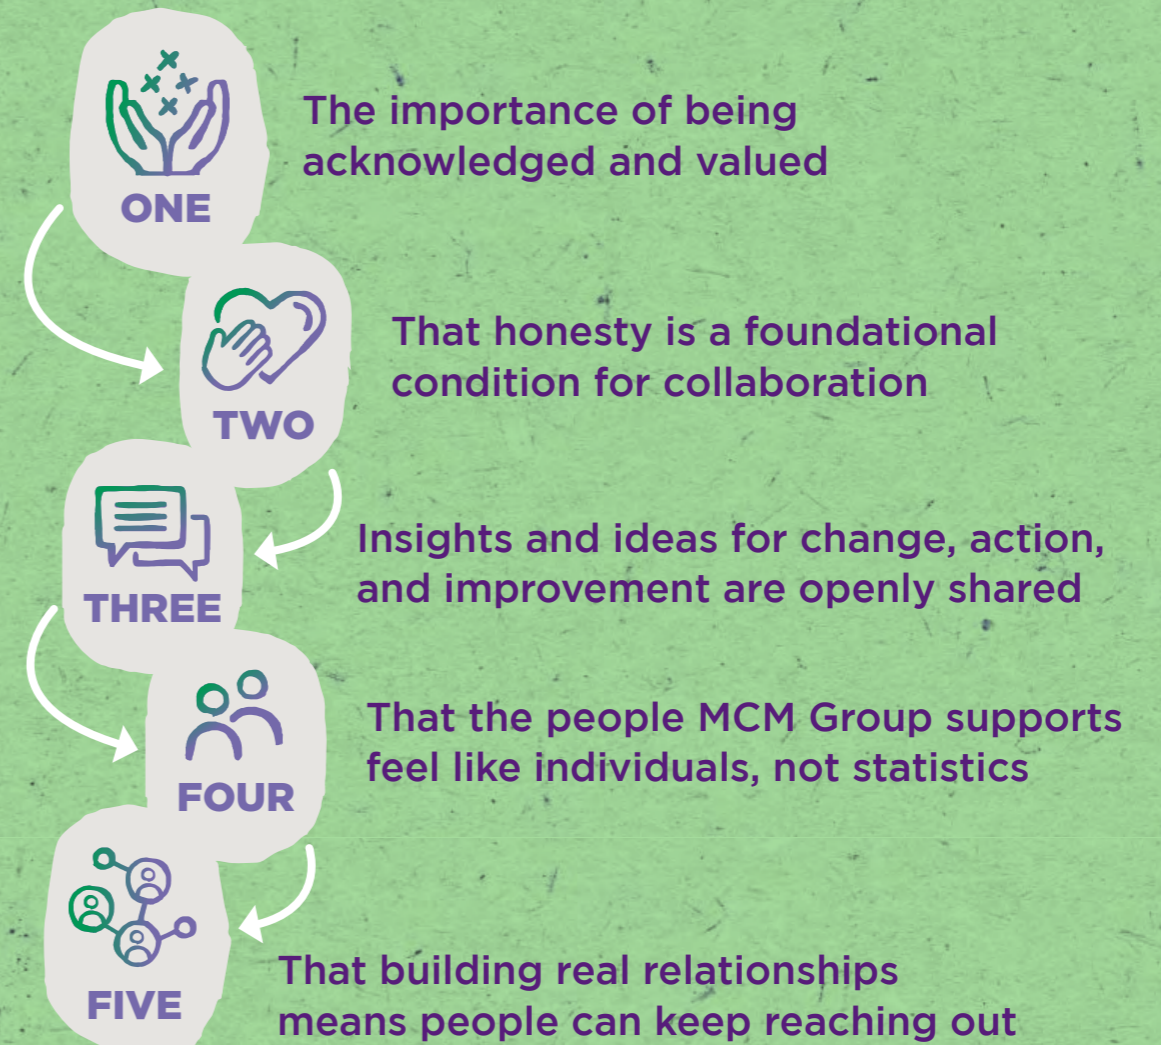 ONE
The importance of being
acknowledged and valued
TWO
That honesty is a foundational
condition for collaboration
THREE
Insights and ideas for change, action,
and improvement are openly shared
FOUR
That the people MCM Group supports
feel like individuals, not statistics
FIVE
That building real relationships
means people can keep reaching out